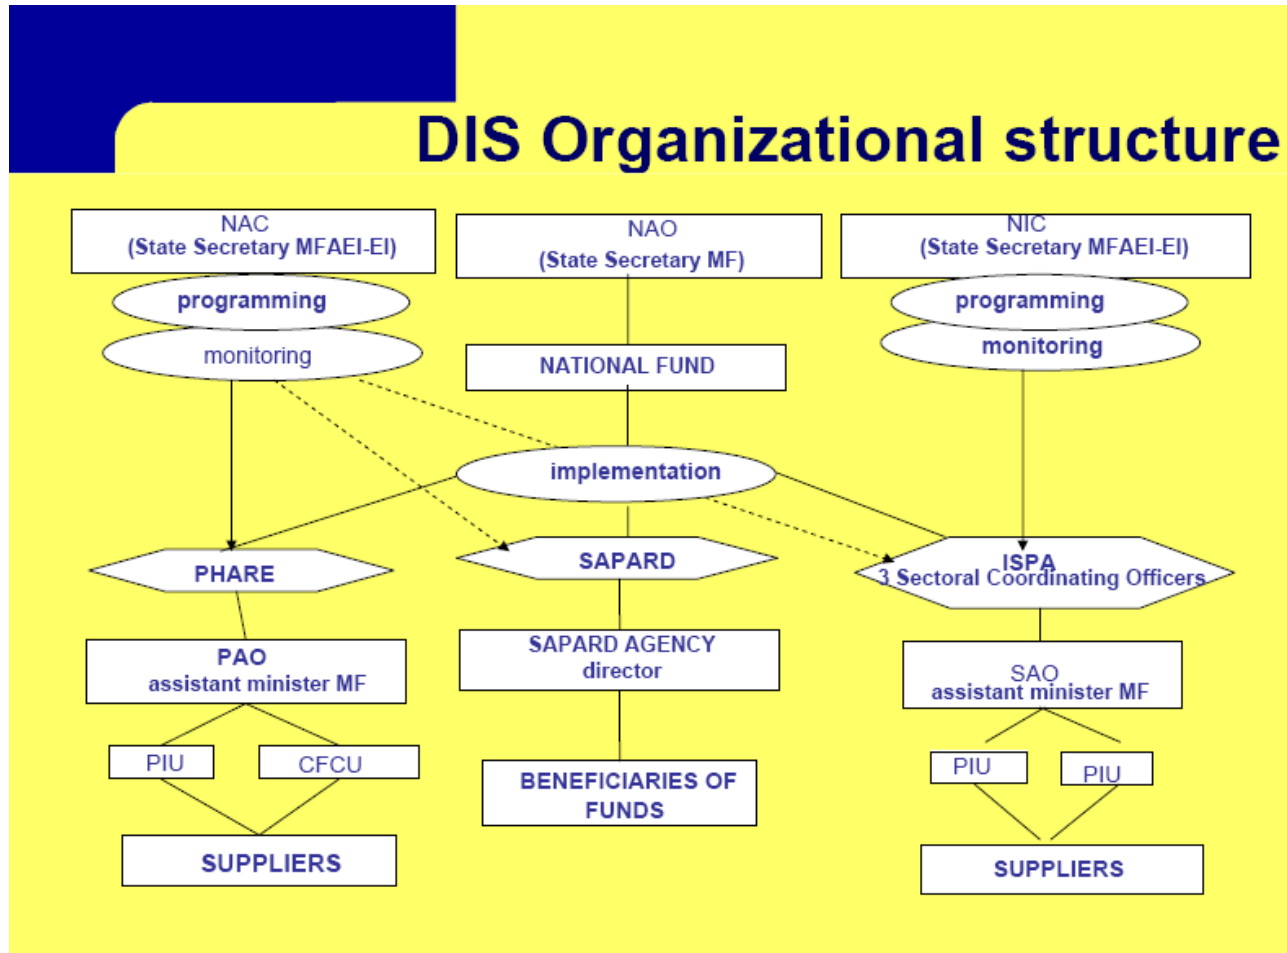 DIS Organizational structure
NAC
(State Secretary MFAEI-EI)
programming
monitoring
NAO
(State Secretary MF)
NATIONAL FUND
implementation
NIC
(State Secretary MFAEI-EI)
programming
monitoring
PHARE
PAO
assistant minister MF
PIU
CFCU
SUPPLIERS
SAPARD
SAPARD AGENCY
director
BENEFICIARIES OF
FUNDS
ISPA
3 Sectoral Coordinating Officers
SAO
assistant minister MF
PIU
PIU
SUPPLIERS